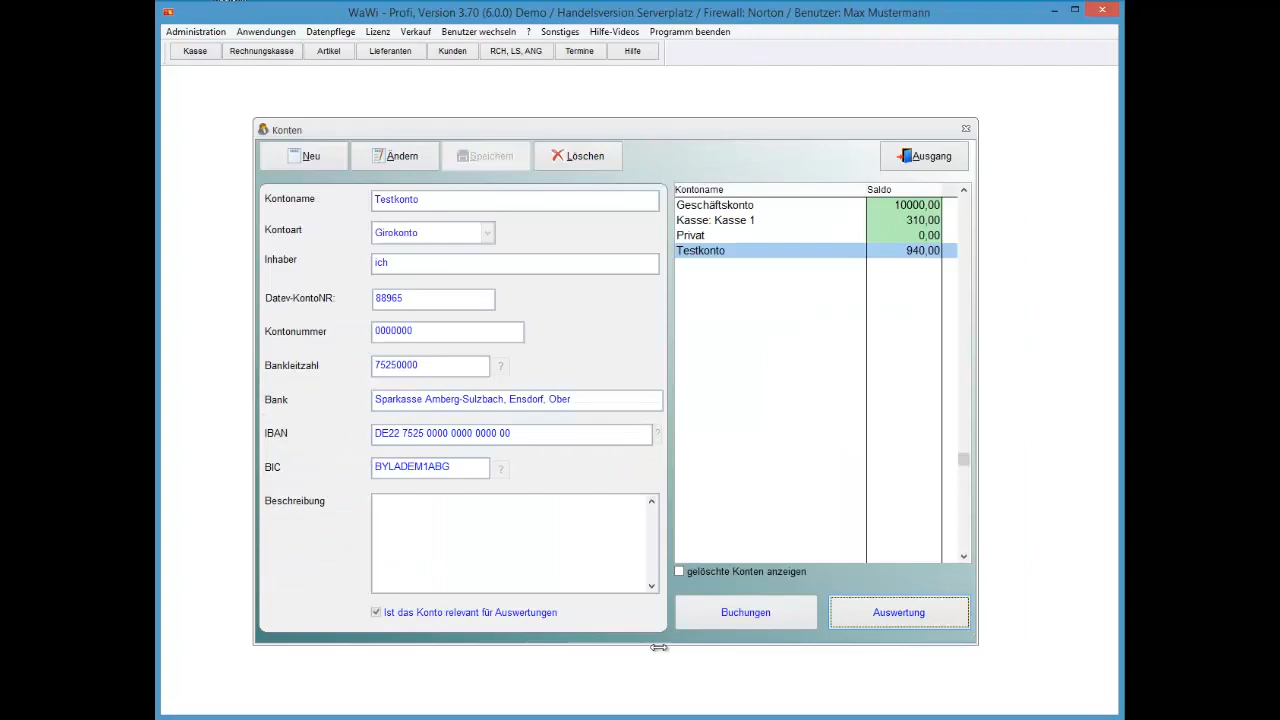 WaWi - Profi, Version 3.70 (6.0.0) Demo / Handelsversion Serverplatz / Firewall: Norton / Benutzer: Max Mustermann
Administration Anwendungen Datenpflege Lizenz Verkauf Benutzer wechseln ? Sonstiges Hilfe-Videos Programm beenden
Kasse Rechnungskasse Artikel Lieferanten Kunden RCH, LS, ANG Termine Hilfe
Konten
Neu Ändern Speichern Löschen Ausgang
Kontoname Testkonto
Kontoart Girokonto
Inhaber ich
Datev-KontoNR: 88965
Kontonummer 0000000
Bankleitzahl 75250000 ?
Bank Sparkasse Amberg-Sulzbach, Ensdorf, Ober
IBAN DE22 7525 0000 0000 0000 00 ?
BIC BYLADEM1ABG ?
Beschreibung
Ist das Konto relevant für Auswertungen
Kontoname Saldo
Geschäftskonto 10000,00
Kasse: Kasse 1 310,00
Privat 0,00
Testkonto 940,00
gelöschte Konten anzeigen
Buchungen Auswertung